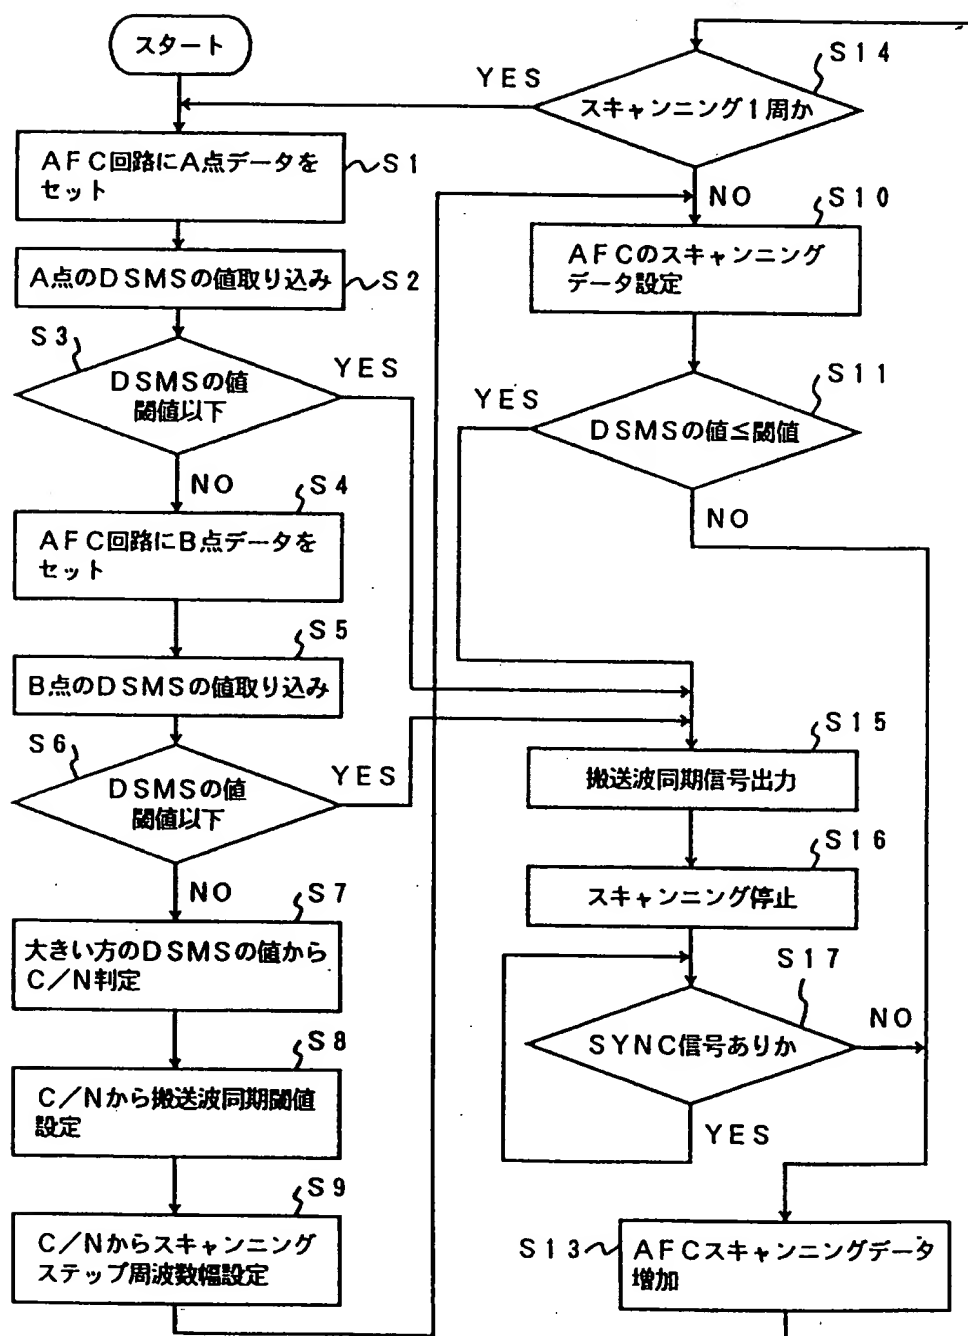 スタート
AFC回路にA点データを
セット
S1
A点のDSMSの値取り込み
S2
S3
DSMSの値
閾値以下
YES
NO
S4
AFC回路にB点データを
セット
S5
B点のDSMSの値取り込み
S6
DSMSの値
閾値以下
YES
NO
S7
大きい方のDSMSの値から
C/N判定
S8
C/Nから搬送波同期閾値
設定
S9
C/Nからスキャンニング
ステップ周波数幅設定
S14
YES
スキャンニング1周か
NO
S10
AFCのスキャンニング
データ設定
S11
YES
DSMSの値≦閾値
NO
S15
搬送波同期信号出力
S16
スキャンニング停止
S17
SYNC信号ありか
NO
YES
S13
AFCスキャンニングデータ
増加